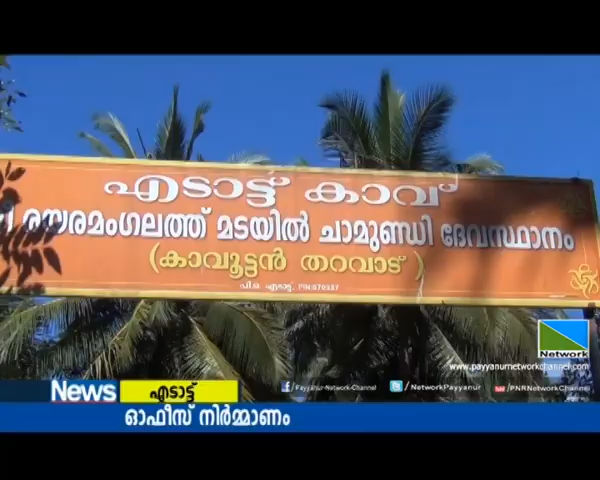 എടാട്ട് കാവ്
രയരമംഗലത്ത് മടയിൽ ചാമുണ്ഡി ദേവസ്ഥാനം
(കാവൂട്ടൻ തറവാട്)
പി.ഒ എടാട്ട്. PIN:670327
Network
www.payyanurnetworkchannel.com
News എടാട്ട് /Payyanur-Network-Channel /NetworkPayyanur /PNRNetworkChannel
ഓഫീസ് നിർമ്മാണം